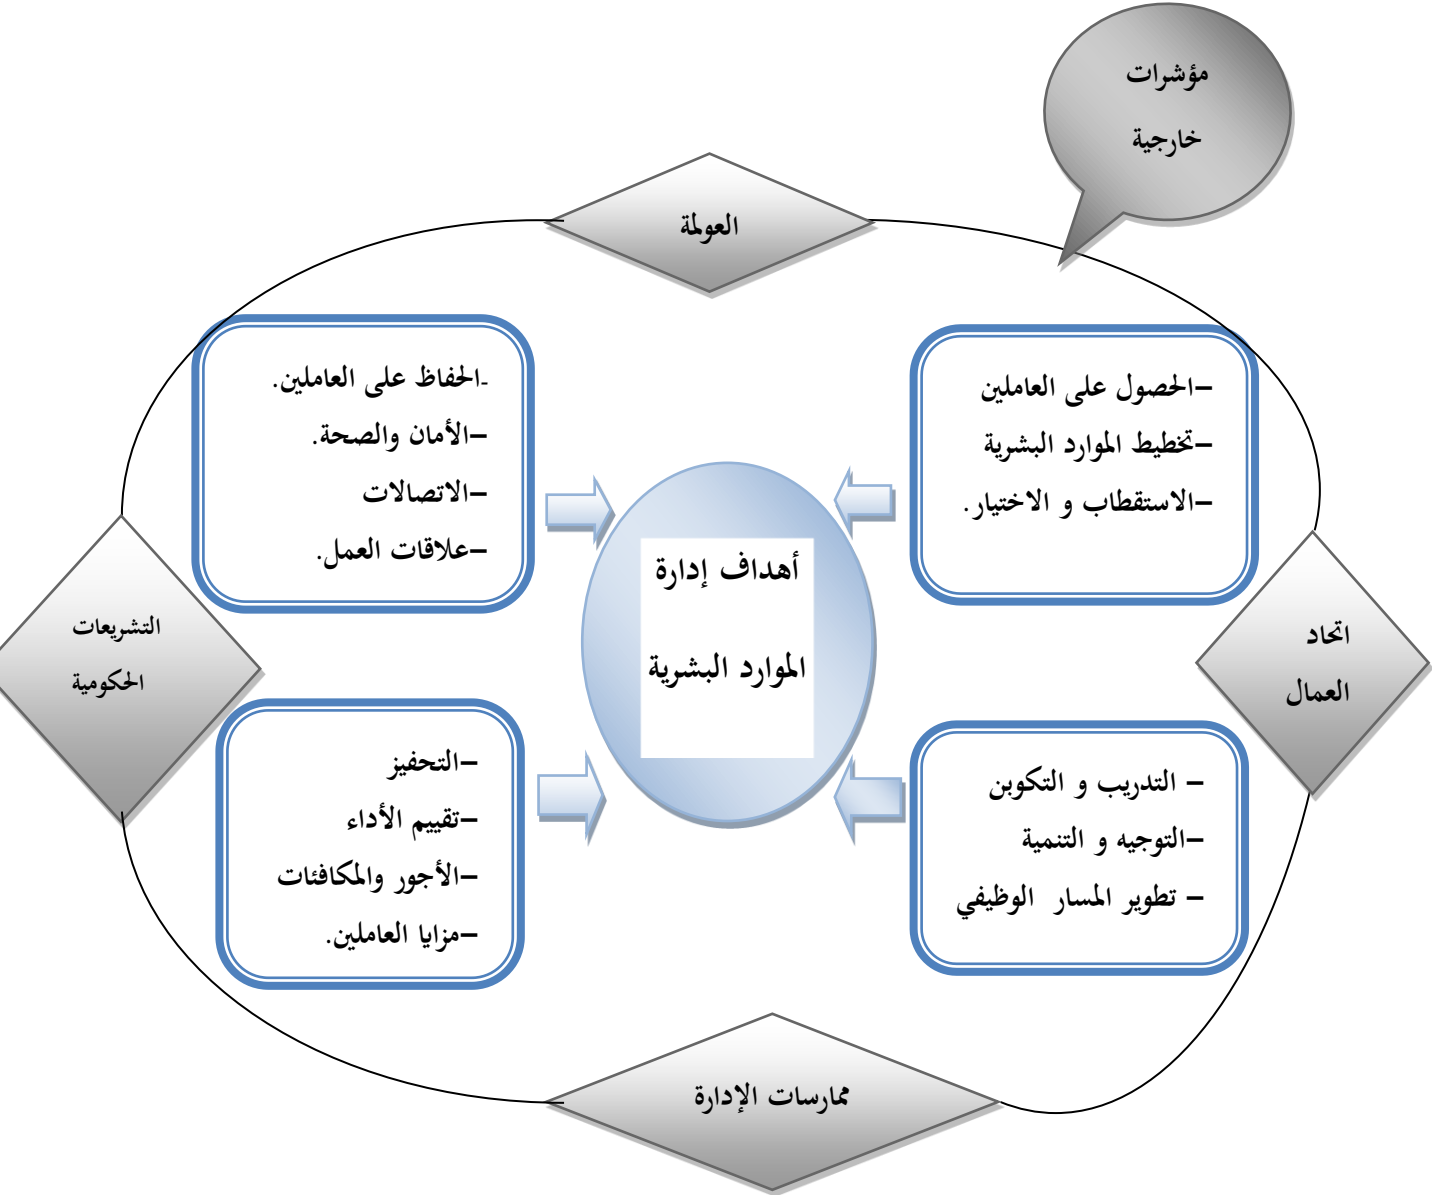 مؤشرات
خارجية
العولمة
–الحصول على العاملين
–تخطيط الموارد البشرية
–الاستقطاب و الاختيار.
-الحفاظ على العاملين.
–الأمان والصحة.
–الاتصالات
–علاقات العمل.
أهداف إدارة
الموارد البشرية
اتحاد
العمال
التشريعات
الحكومية
– التدريب و التكوبن
–التوجيه و التنمية
– تطوير المسار الوظيفي
–التحفيز
–تقييم الأداء
–الأجور والمكافئات
–مزايا العاملين.
ممارسات الإدارة